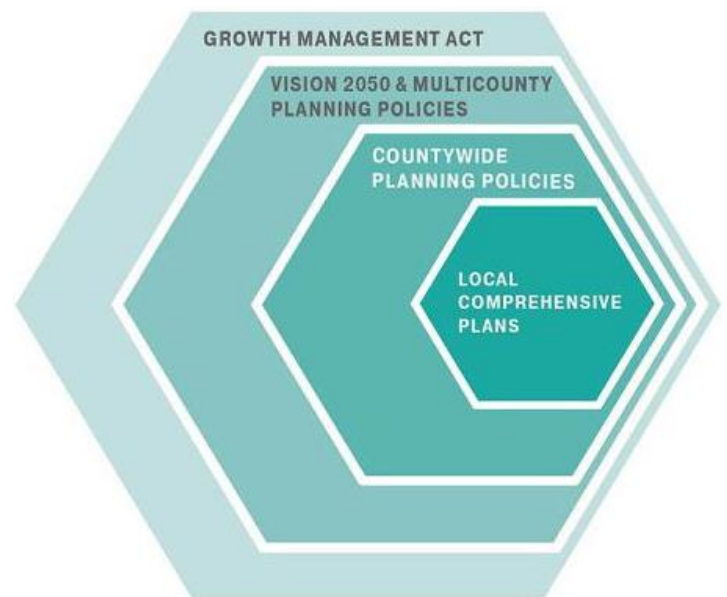 GROWTH MANAGEMENT ACT
VISION 2050 & MULTICOUNTY
PLANNING POLICIES
COUNTYWIDE
PLANNING POLICIES
LOCAL
COMPREHENSIVE
PLANS